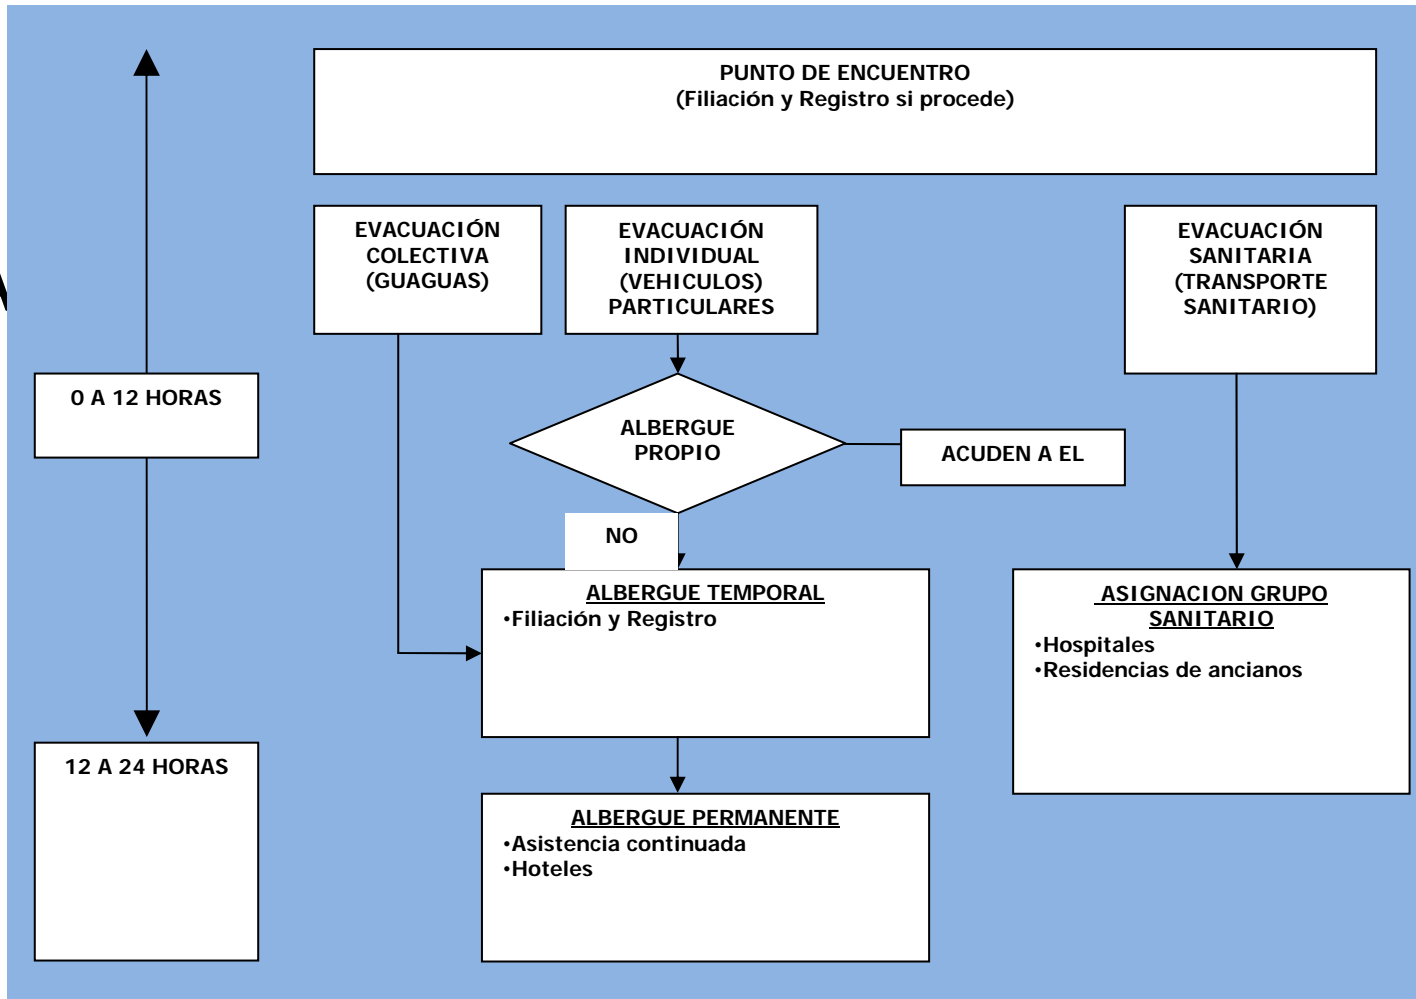 PUNTO DE ENCUENTRO
(Filiación y Registro si procede)
EVACUACIÓN
COLECTIVA
(GUAGUAS)
EVACUACIÓN
INDIVIDUAL
(VEHICULOS)
PARTICULARES
EVACUACIÓN
SANITARIA
(TRANSPORTE
SANITARIO)
0 A 12 HORAS
ALBERGUE
PROPIO
ACUDEN A EL
NO
ALBERGUE TEMPORAL
•Filiación y Registro
ASIGNACION GRUPO
SANITARIO
•Hospitales
•Residencias de ancianos
12 A 24 HORAS
ALBERGUE PERMANENTE
•Asistencia continuada
•Hoteles